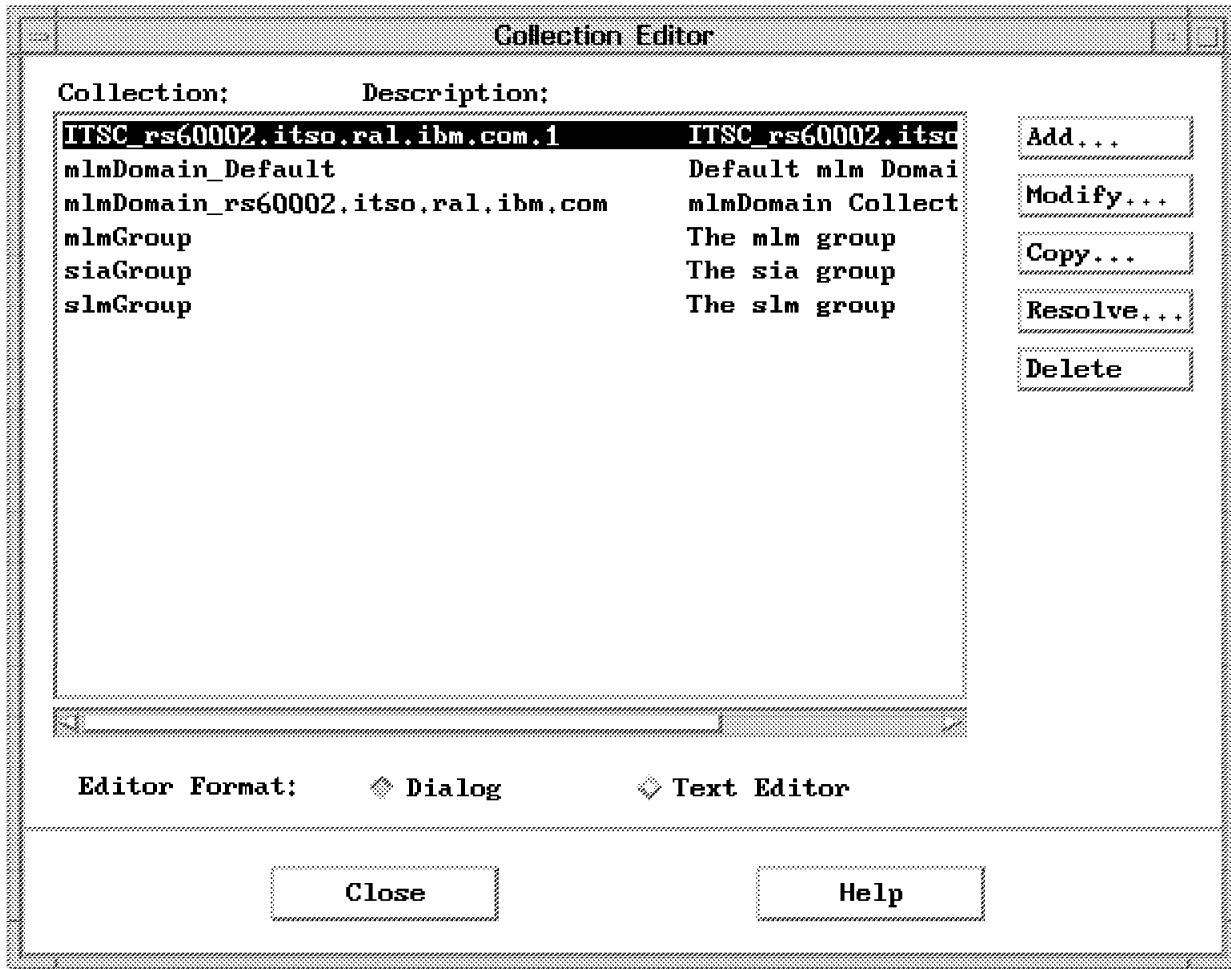 Collection Editor
Collection: Description:
ITSC_rs60002.itso.ral.ibm.com.1 ITSC_rs60002.itso
mlmDomain_Default Default mlm Domai
mlmDomain_rs60002.itso.ral.ibm.com mlmDomain Collect
mlmGroup The mlm group
siaGroup The sia group
slmGroup The slm group
Add...
Modify...
Copy...
Resolve...
Delete
Editor Format: Dialog Text Editor
Close Help